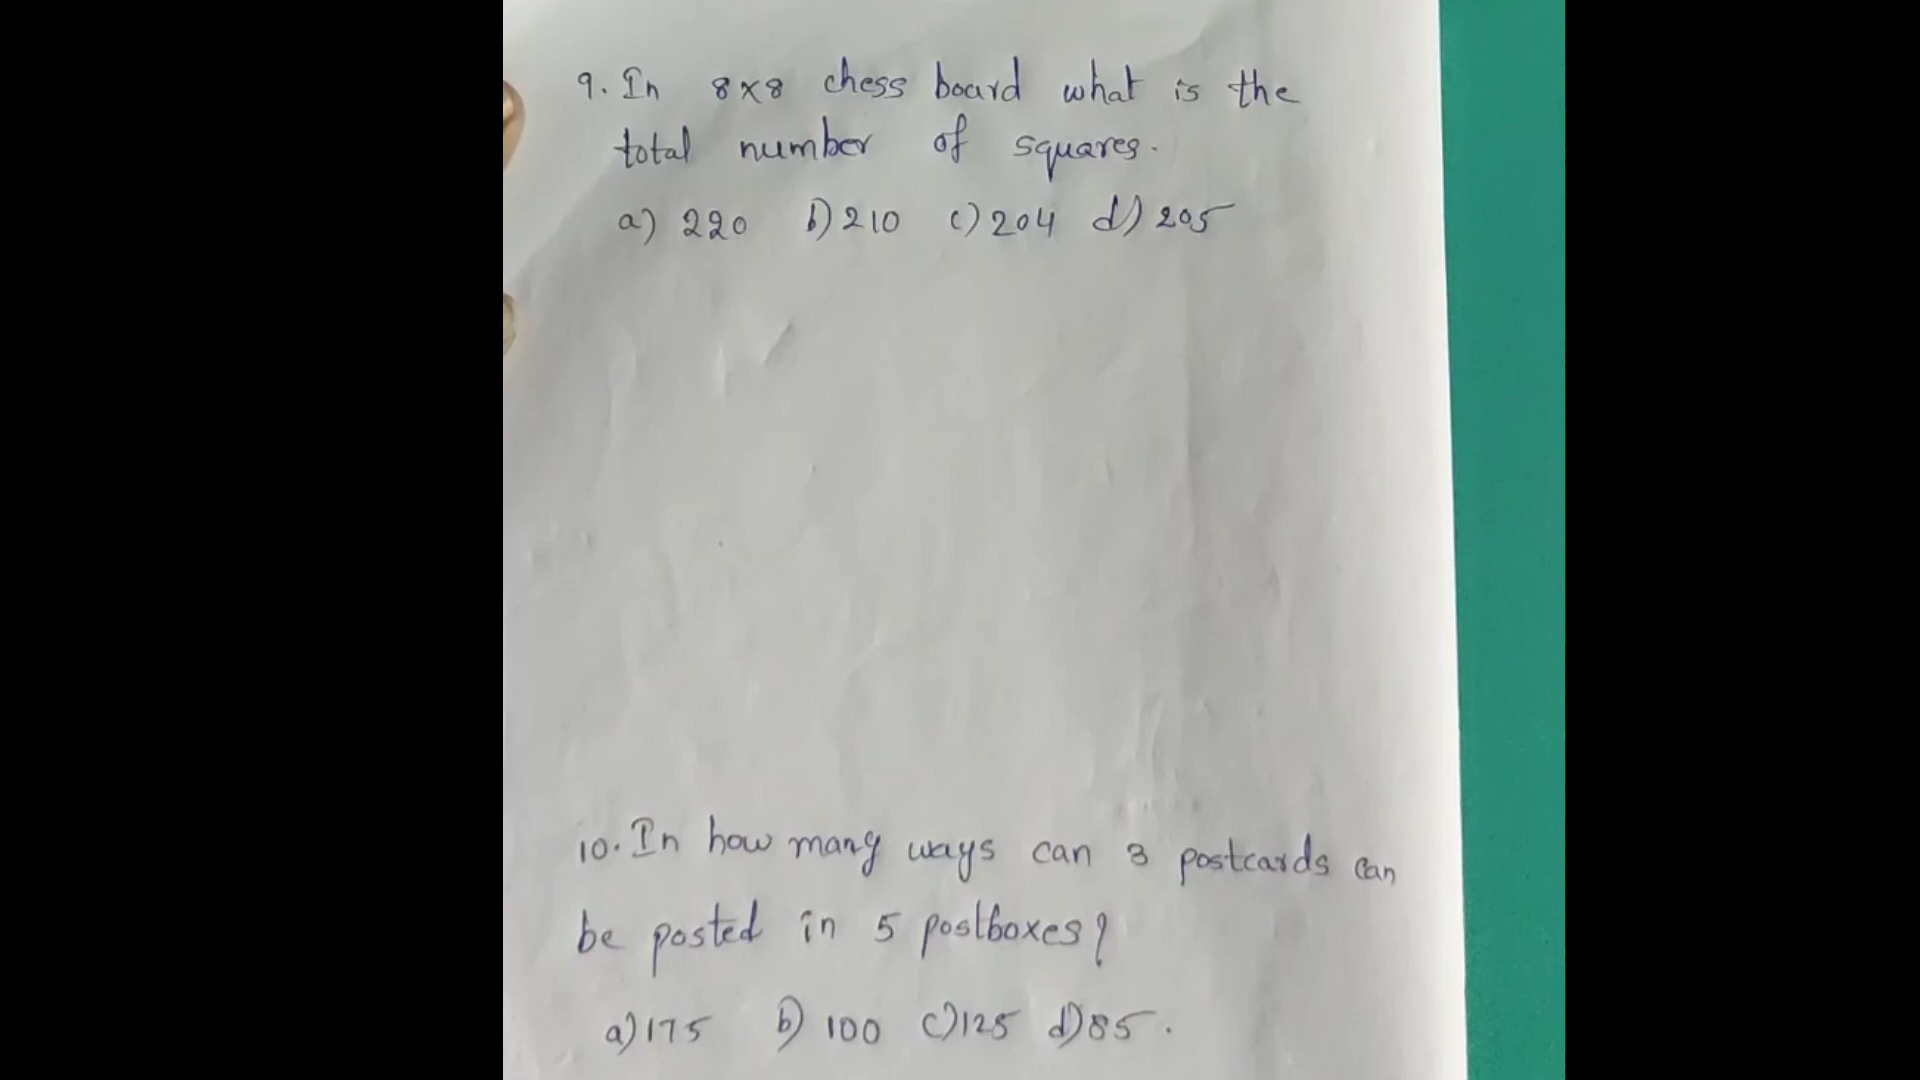 9. In 8x8 chess board what is the
total number of squares.
a) 220 b) 210 c) 204 d) 205
10. In how many ways can 3 postcards can
be posted in 5 postboxes?
a) 175 b) 100 c) 125 d) 85.